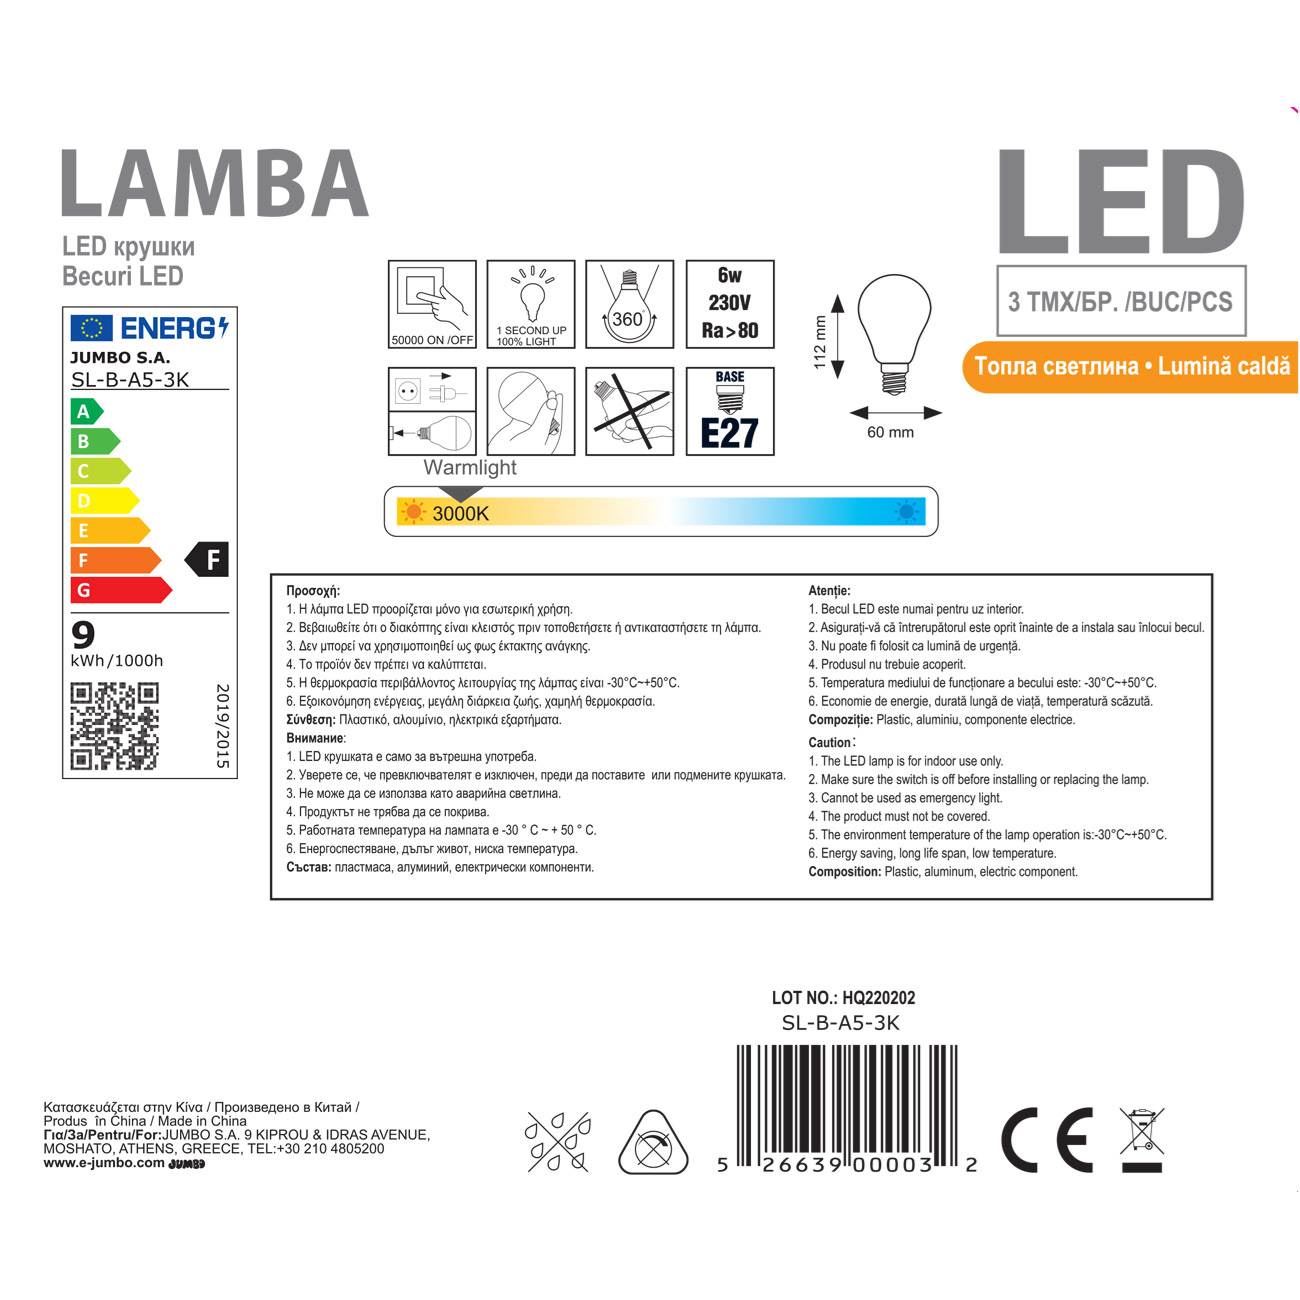 LAMBA
LED крушки
Becuri LED
ENERG
JUMBO S.A.
SL-B-A5-3K
A
B
C
D
E
F
G
F
9
kWh/1000h
2019/2015
50000 ON /OFF
1 SECOND UP
100% LIGHT
360°
6w
230V
Ra>80
BASE
E27
112 mm
60 mm
Warmlight
3000K
LED
3 ΤΜΧ/БР. /BUC/PCS
Топла светлина • Lumină caldă
Προσοχή:
1. Η λάμπα LED προορίζεται μόνο για εσωτερική χρήση.
2. Βεβαιωθείτε ότι ο διακόπτης είναι κλειστός πριν τοποθετήσετε ή αντικαταστήσετε τη λάμπα.
3. Δεν μπορεί να χρησιμοποιηθεί ως φως έκτακτης ανάγκης.
4. Το προϊόν δεν πρέπει να καλύπτεται.
5. Η θερμοκρασία περιβάλλοντος λειτουργίας της λάμπας είναι -30°C~+50°C.
6. Εξοικονόμηση ενέργειας, μεγάλη διάρκεια ζωής, χαμηλή θερμοκρασία.
Σύνθεση: Πλαστικό, αλουμίνιο, ηλεκτρικά εξαρτήματα.
Внимание:
1. LED крушката е само за вътрешна употреба.
2. Уверете се, че превключвателят е изключен, преди да поставите или подмените крушката.
3. Не може да се използва като аварийна светлина.
4. Продуктът не трябва да се покрива.
5. Работната температура на лампата е -30 ° C ~ + 50 ° C.
6. Енергоспестяване, дълъг живот, ниска температура.
Състав: пластмаса, алуминий, електрически компоненти.
Atenție:
1. Becul LED este numai pentru uz interior.
2. Asigurați-vă că întrerupătorul este oprit înainte de a instala sau înlocui becul.
3. Nu poate fi folosit ca lumină de urgență.
4. Produsul nu trebuie acoperit.
5. Temperatura mediului de funcționare a becului este: -30°C~+50°C.
6. Economie de energie, durată lungă de viață, temperatură scăzută.
Compoziție: Plastic, aluminiu, componente electrice.
Caution:
1. The LED lamp is for indoor use only.
2. Make sure the switch is off before installing or replacing the lamp.
3. Cannot be used as emergency light.
4. The product must not be covered.
5. The environment temperature of the lamp operation is:-30°C~+50°C.
6. Energy saving, long life span, low temperature.
Composition: Plastic, aluminum, electric component.
LOT NO.: HQ220202
SL-B-A5-3K
5 26639 00003 2
Κατασκευάζεται στην Κίνα / Произведено в Китай /
Produs în China / Made in China
Για/За/Pentru/For:JUMBO S.A. 9 KIPROU & IDRAS AVENUE,
MOSHATO, ATHENS, GREECE, TEL:+30 210 4805200
www.e-jumbo.com JUMBO
CE